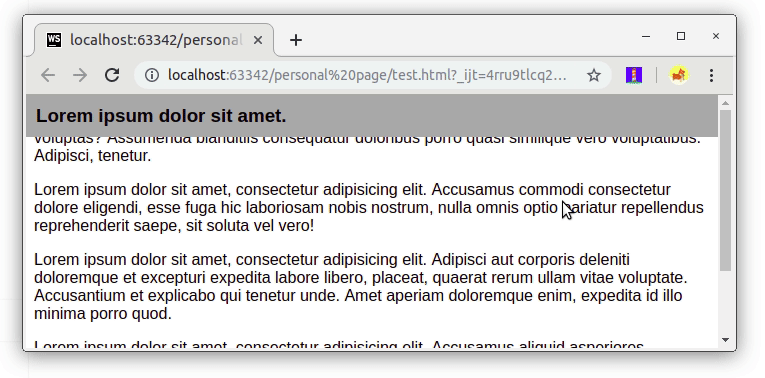 WS
localhost:63342/personal
localhost:63342/personal%20page/test.html?_ijt=4rru9tlcq2...
Lorem ipsum dolor sit amet.
voluptas? Assumenda blanditiis consequatur doloribus porro quasi similique vero voluptatibus.
Adipisci, tenetur.
Lorem ipsum dolor sit amet, consectetur adipisicing elit. Accusamus commodi consectetur
dolore eligendi, esse fuga hic laboriosam nobis nostrum, nulla omnis optio pariatur repellendus
reprehenderit saepe, sit soluta vel vero!
Lorem ipsum dolor sit amet, consectetur adipisicing elit. Adipisci aut corporis deleniti
doloremque et excepturi expedita labore libero, placeat, quaerat rerum ullam vitae voluptate.
Accusantium et explicabo qui tenetur unde. Amet aperiam doloremque enim, expedita id illo
minima porro quod.
Lorem ipsum dolor sit amet, consectetur adipisicing elit. Accusamus aliquid asperiores